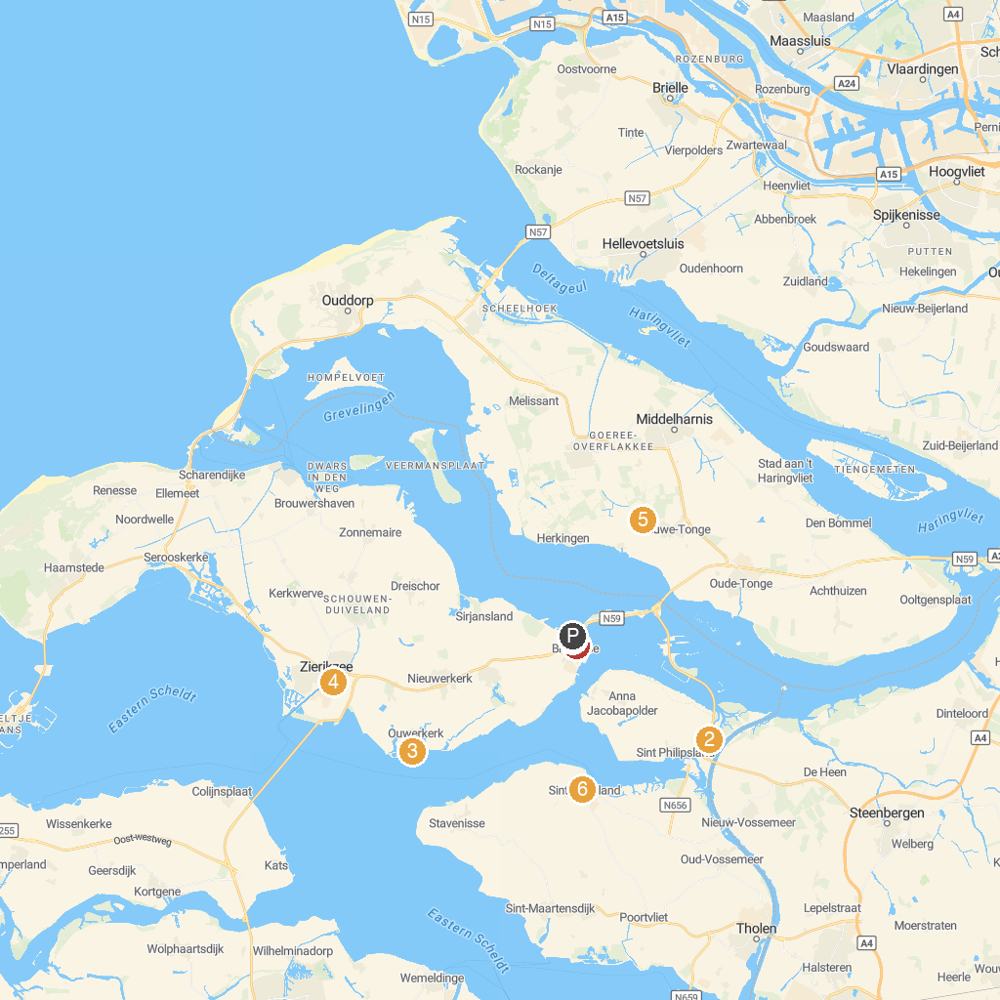 N15
N15
A15
A4
Maasland
Maassluis
Oostvoorne
ROZENBURG
Vlaardingen
Brielle
Rozenburg
A24
Tinte
Vierpolders
Zwartewaal
Rockanje
A15
Hoogvliet
N57
Heenvliet
Abbenbroek
Spijkenisse
N57
Hellevoetsluis
PUTTEN
Oudenhoorn
Hekelingen
Deltageul
Zuidland
Ouddorp
SCHEELHOEK
Nieuw-Beijerland
Haringvliet
Goudswaard
HOMPELVOET
Grevelingen
Melissant
Middelharnis
GOEREE-
OVERFLAKKEE
Zuid-Beijerland
DWARS
IN DEN
WEG
VEERMANSPLAAT
Stad aan 't
Haringvliet
TIENGEMETEN
Scharendijke
Renesse
Ellemeet
Brouwershaven
Noordwelle
Zonnemaire
5
Herkingen
Den Bommel
Haringvliet
Serooskerke
Haamstede
N59
Dreischor
Kerkwerve
SCHOUWEN-
DUIVELAND
Oude-Tonge
Achthuizen
Ooltgensplaat
Sirjansland
N59
P
Zierikzee
4
Nieuwerkerk
Eastern Scheldt
Anna
Jacobapolder
Dinteloord
Ouwerkerk
3
2
Sint Philipsland
A4
De Heen
Colijnsplaat
6
N656
Steenbergen
Wissenkerke
Stavenisse
Nieuw-Vossemeer
255
Oost-westweg
Welberg
Geersdijk
Kats
Oud-Vossemeer
Kortgene
Sint-Maartensdijk
Poortvliet
Lepelstraat
Tholen
Moerstraten
Eastern Scheldt
A4
Wolphaartsdijk
Wilhelminadorp
Halsteren
Wemeldinge
Heerle
N659